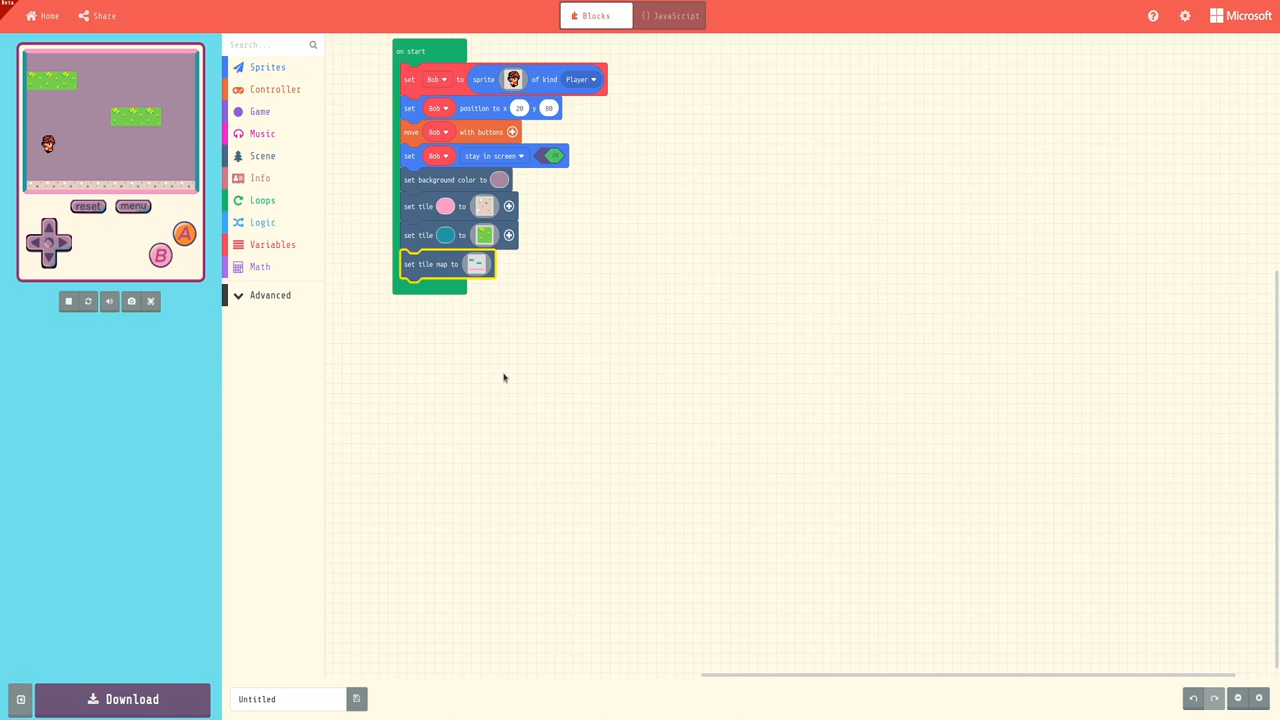 Beta
Home
Share
Blocks
{} JavaScript
Microsoft
reset
menu
A
B
Search...
Sprites
Controller
Game
Music
Scene
Info
Loops
Logic
Variables
Math
Advanced
on start
set Bob to sprite of kind Player
set Bob position to x 20 y 80
move Bob with buttons
set Bob stay in screen ON
set background color to
set tile to
set tile to
set tile map to
Download
Untitled